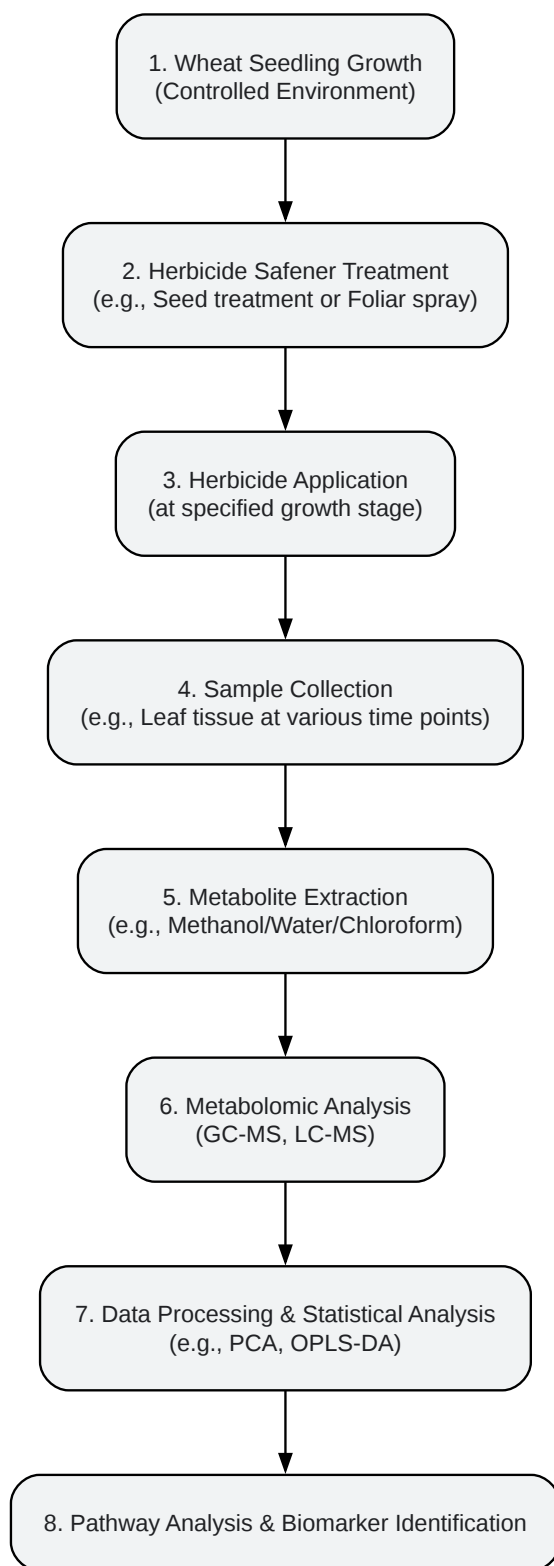 1. Wheat Seedling Growth
(Controlled Environment)
2. Herbicide Safener Treatment
(e.g., Seed treatment or Foliar spray)
3. Herbicide Application
(at specified growth stage)
4. Sample Collection
(e.g., Leaf tissue at various time points)
5. Metabolite Extraction
(e.g., Methanol/Water/Chloroform)
6. Metabolomic Analysis
(GC-MS, LC-MS)
7. Data Processing & Statistical Analysis
(e.g., PCA, OPLS-DA)
8. Pathway Analysis & Biomarker Identification